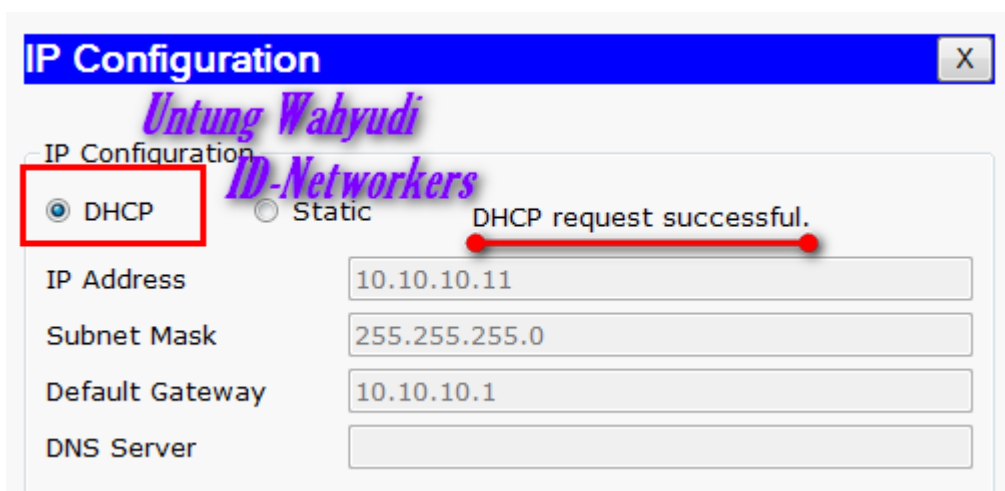 IP Configuration X
Untung Wahyudi
IP Configuration
ID-Networkers
DHCP Static DHCP request successful.
IP Address 10.10.10.11
Subnet Mask 255.255.255.0
Default Gateway 10.10.10.1
DNS Server